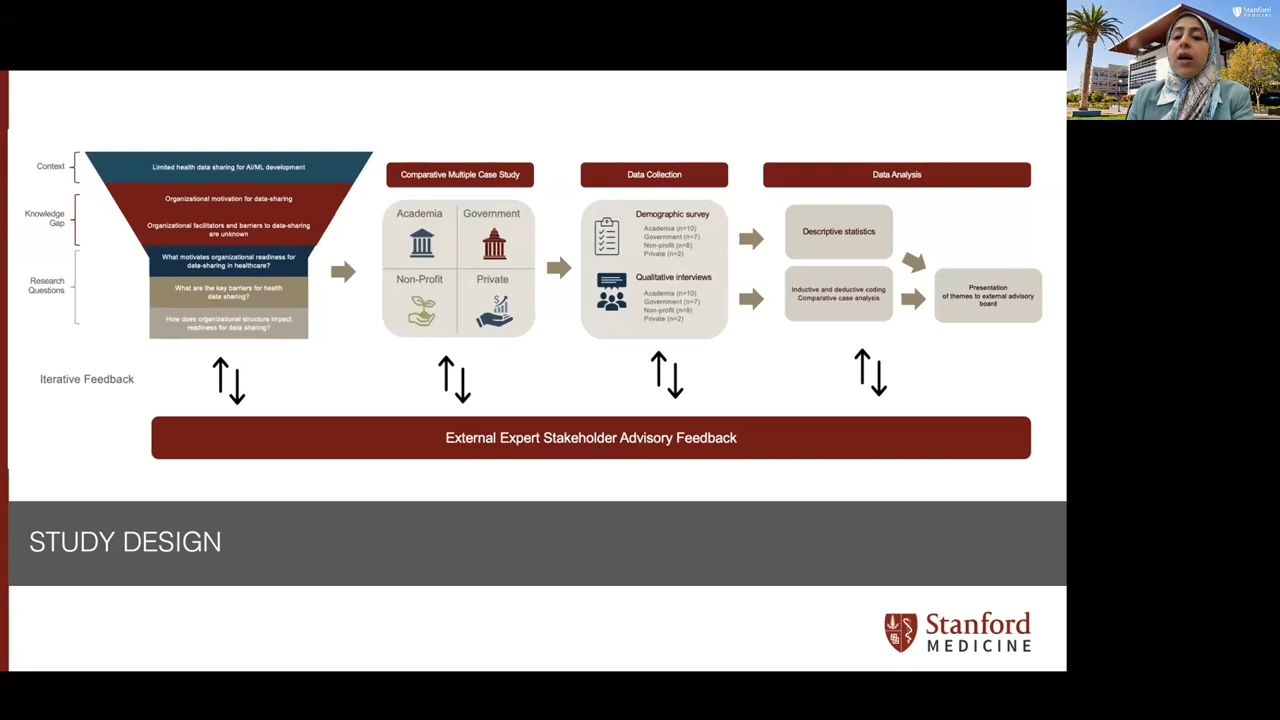 Stanford
MEDICINE
Context
Limited health data sharing for AI/ML development
Knowledge
Gap
Organizational motivation for data-sharing
Organizational facilitators and barriers to data-sharing
are unknown
Research
Questions
What motivates organizational readiness for
data-sharing in healthcare?
What are the key barriers for health
data sharing?
How does organizational structure impact
readiness for data sharing?
Comparative Multiple Case Study
Academia
Government
Non-Profit
Private
Data Collection
Demographic survey
Academia (n=10)
Government (n=7)
Non-profit (n=8)
Private (n=2)
Qualitative interviews
Academia (n=10)
Government (n=7)
Non-profit (n=8)
Private (n=2)
Data Analysis
Descriptive statistics
Inductive and deductive coding
Comparative case analysis
Presentation
of themes to external advisory
board
Iterative Feedback
External Expert Stakeholder Advisory Feedback
STUDY DESIGN
Stanford
MEDICINE